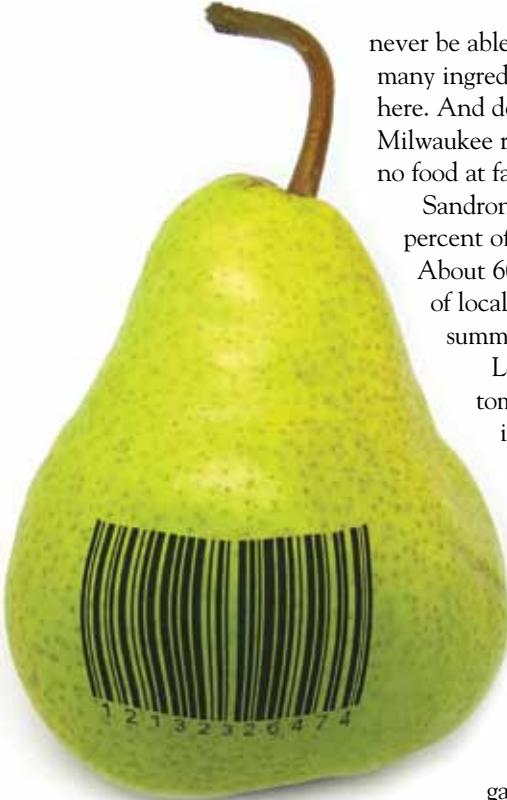 never be able
many ingred
here. And do
Milwaukee r
no food at fa
Sandron
percent of
About 60
of local
summ
L
tom
i
1 2 1 3 2 3 2 6 4 7 4
ga